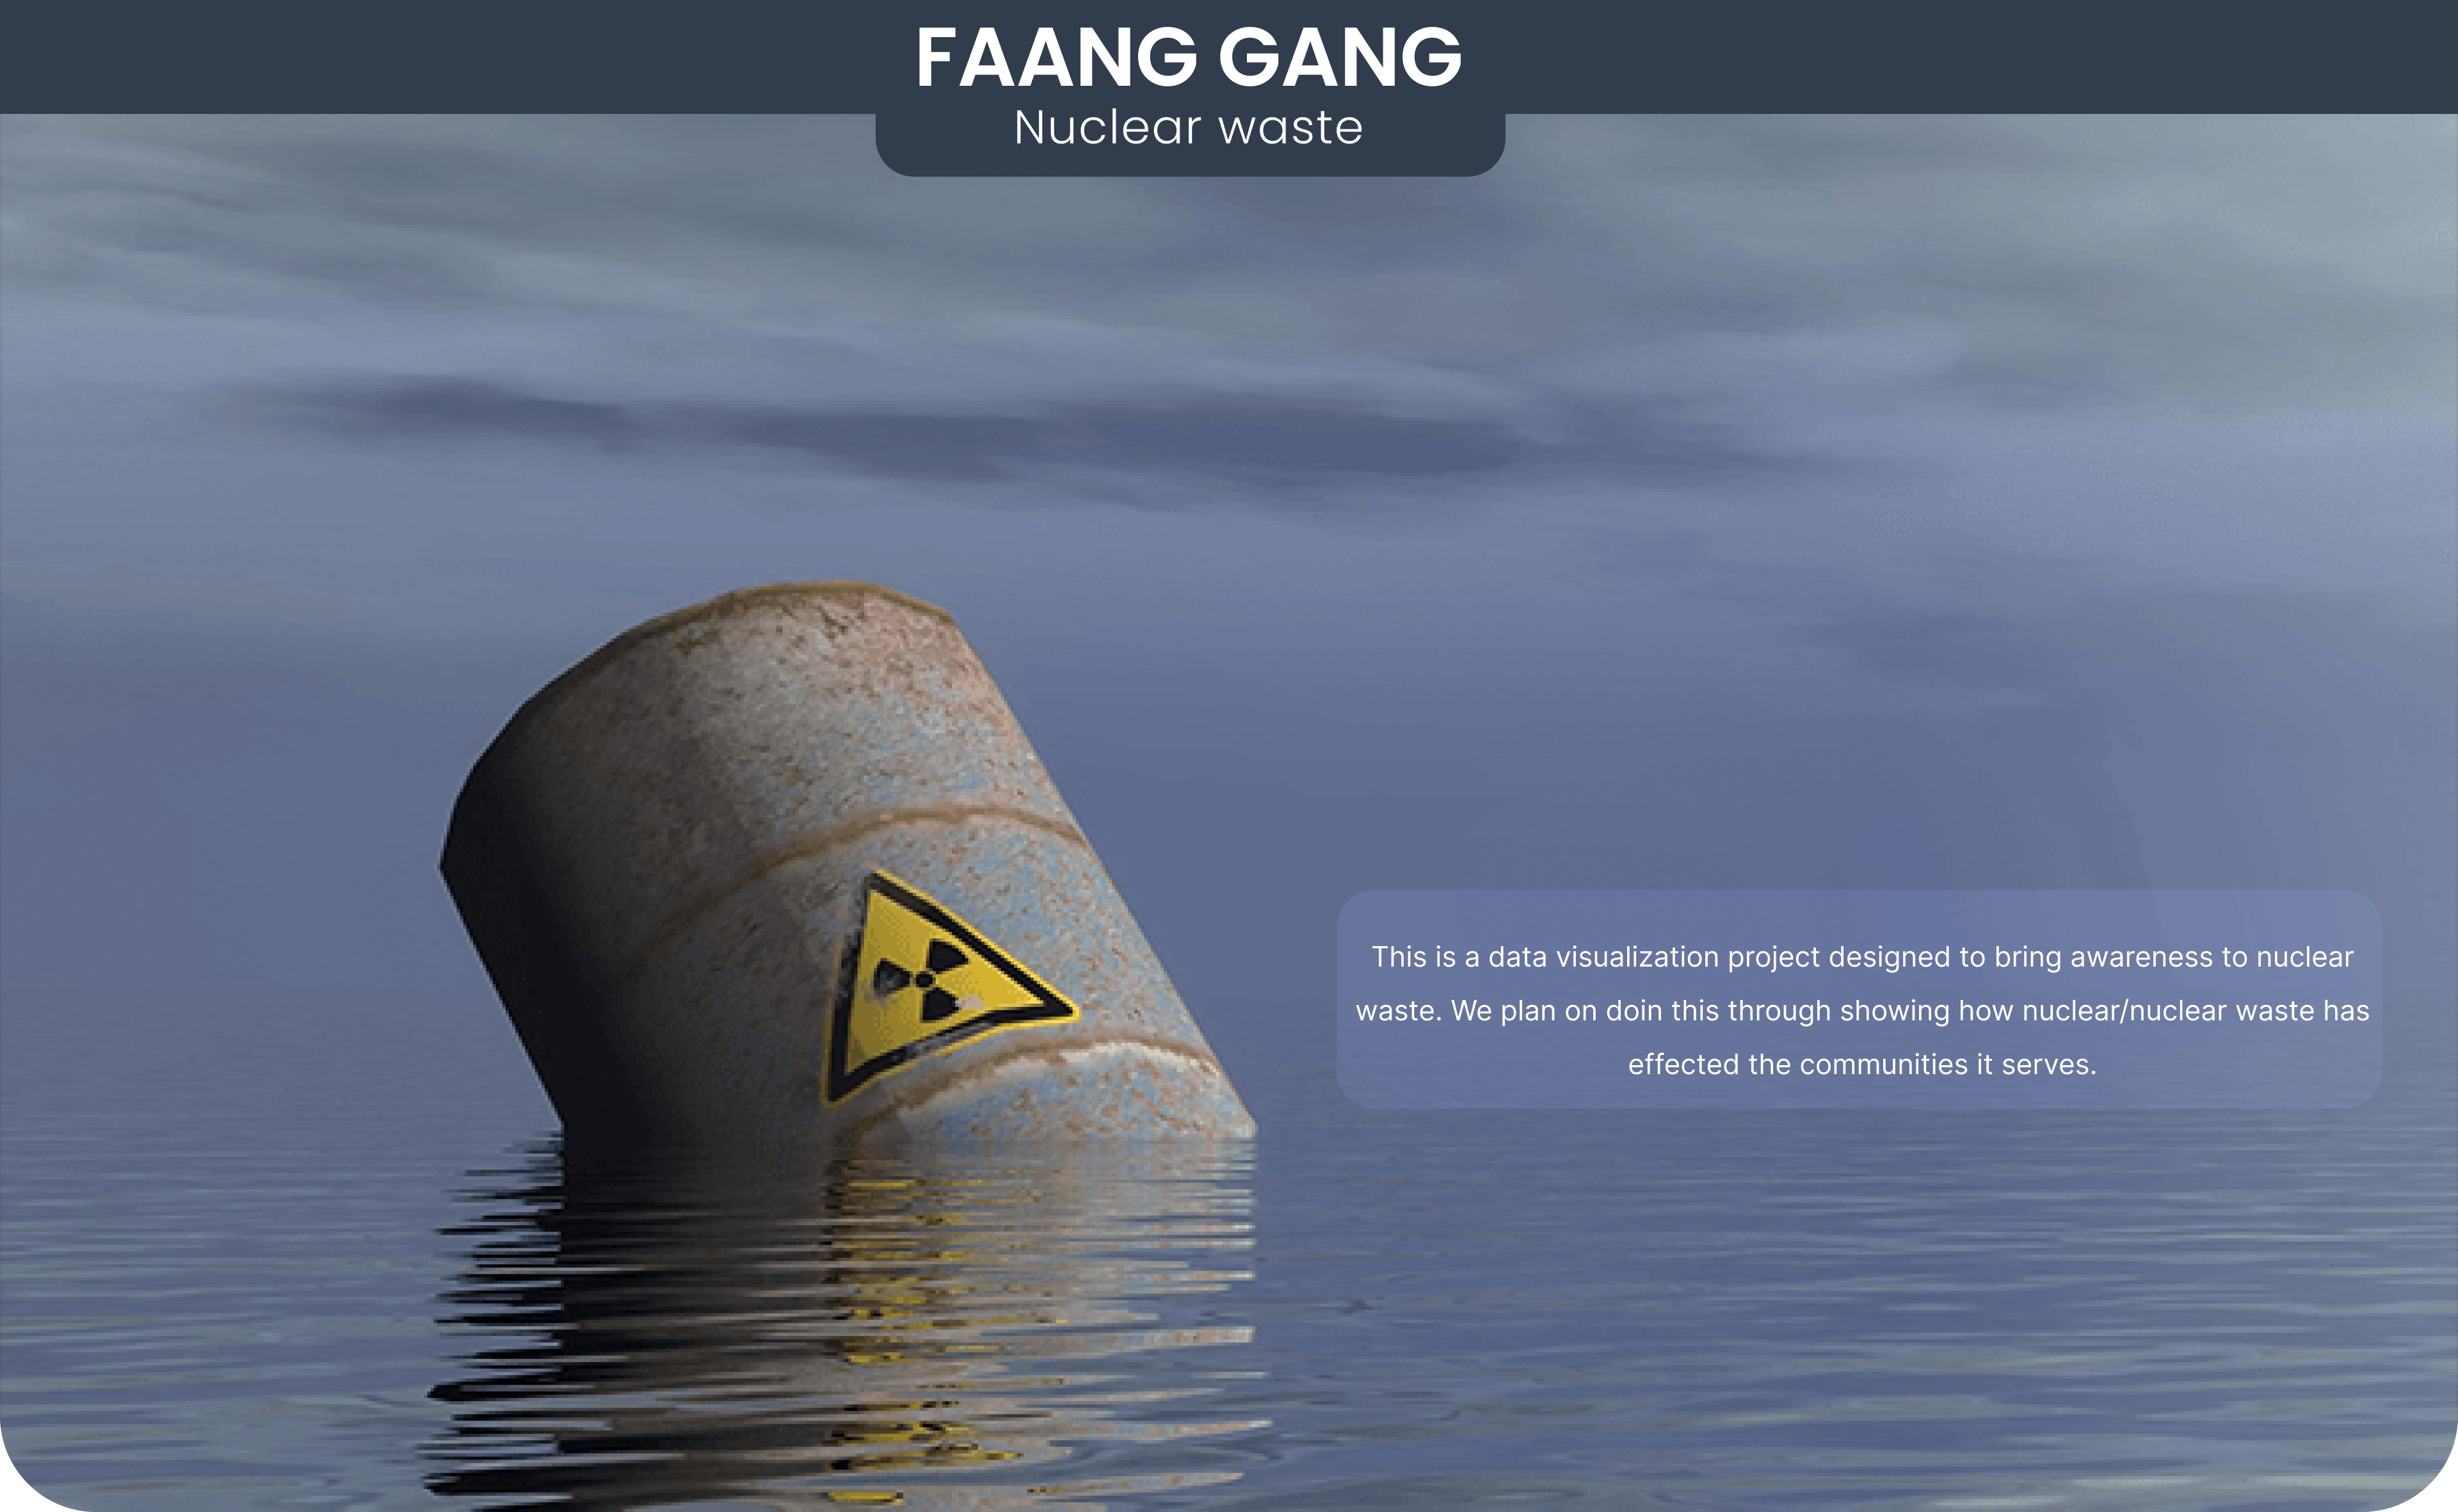 FAANG GANG
Nuclear waste
This is a data visualization project designed to bring awareness to nuclear
waste. We plan on doin this through showing how nuclear/nuclear waste has
effected the communities it serves.